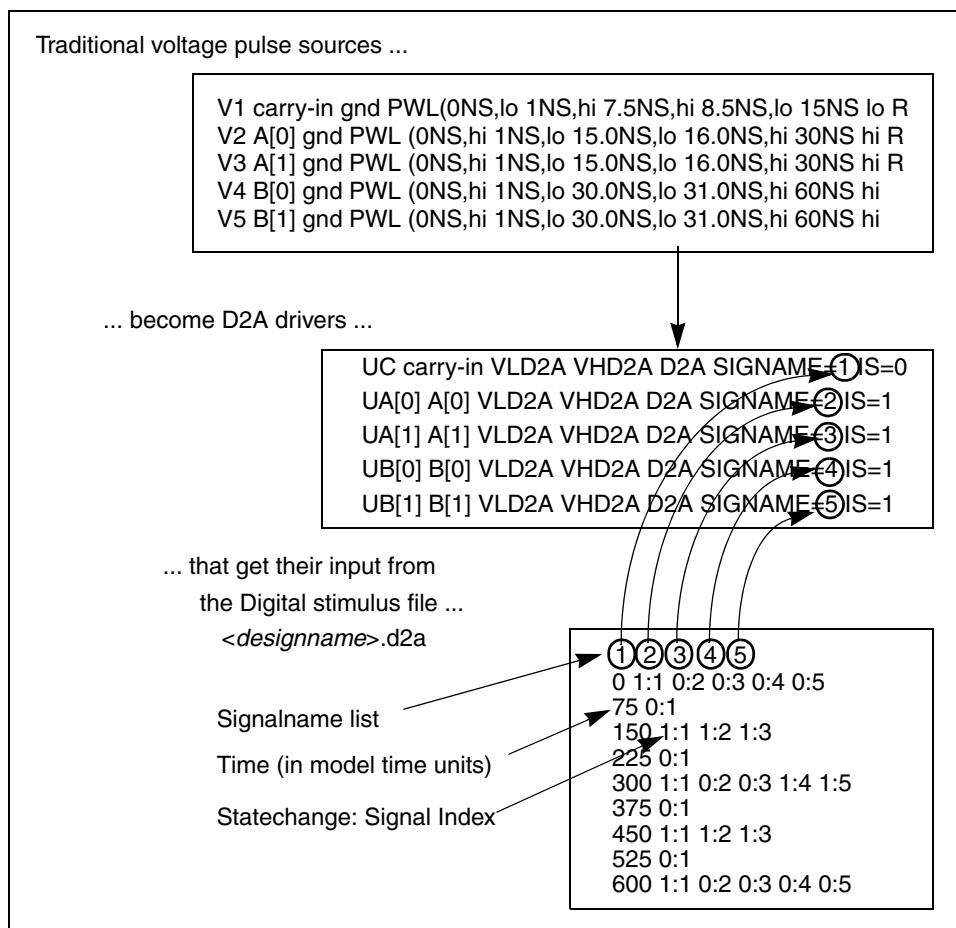 Traditional voltage pulse sources ...
V1 carry-in gnd PWL(0NS,lo 1NS,hi 7.5NS,hi 8.5NS,lo 15NS lo R
V2 A[0] gnd PWL (0NS,hi 1NS,lo 15.0NS,lo 16.0NS,hi 30NS hi R
V3 A[1] gnd PWL (0NS,hi 1NS,lo 15.0NS,lo 16.0NS,hi 30NS hi R
V4 B[0] gnd PWL (0NS,hi 1NS,lo 30.0NS,lo 31.0NS,hi 60NS hi
V5 B[1] gnd PWL (0NS,hi 1NS,lo 30.0NS,lo 31.0NS,hi 60NS hi
... become D2A drivers ...
UC carry-in VLD2A VHD2A D2A SIGNAME=1 IS=0
UA[0] A[0] VLD2A VHD2A D2A SIGNAME=2 IS=1
UA[1] A[1] VLD2A VHD2A D2A SIGNAME=3 IS=1
UB[0] B[0] VLD2A VHD2A D2A SIGNAME=4 IS=1
UB[1] B[1] VLD2A VHD2A D2A SIGNAME=5 IS=1
... that get their input from
the Digital stimulus file ...
<designname>.d2a
Signalname list
Time (in model time units)
Statechange: Signal Index
1 2 3 4 5
0 1:1 0:2 0:3 0:4 0:5
75 0:1
150 1:1 1:2 1:3
225 0:1
300 1:1 0:2 0:3 1:4 1:5
375 0:1
450 1:1 1:2 1:3
525 0:1
600 1:1 0:2 0:3 0:4 0:5